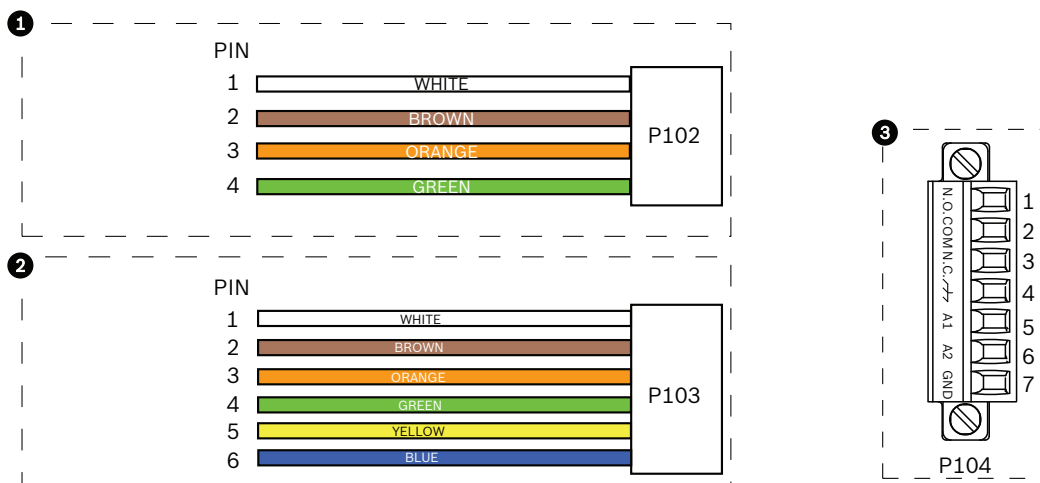 1
PIN
1 WHITE
2 BROWN
3 ORANGE
4 GREEN
P102
2
PIN
1 WHITE
2 BROWN
3 ORANGE
4 GREEN
5 YELLOW
6 BLUE
P103
3
N.O. 1
COM 2
N.C. 3
4
A1 5
A2 6
GND 7
P104